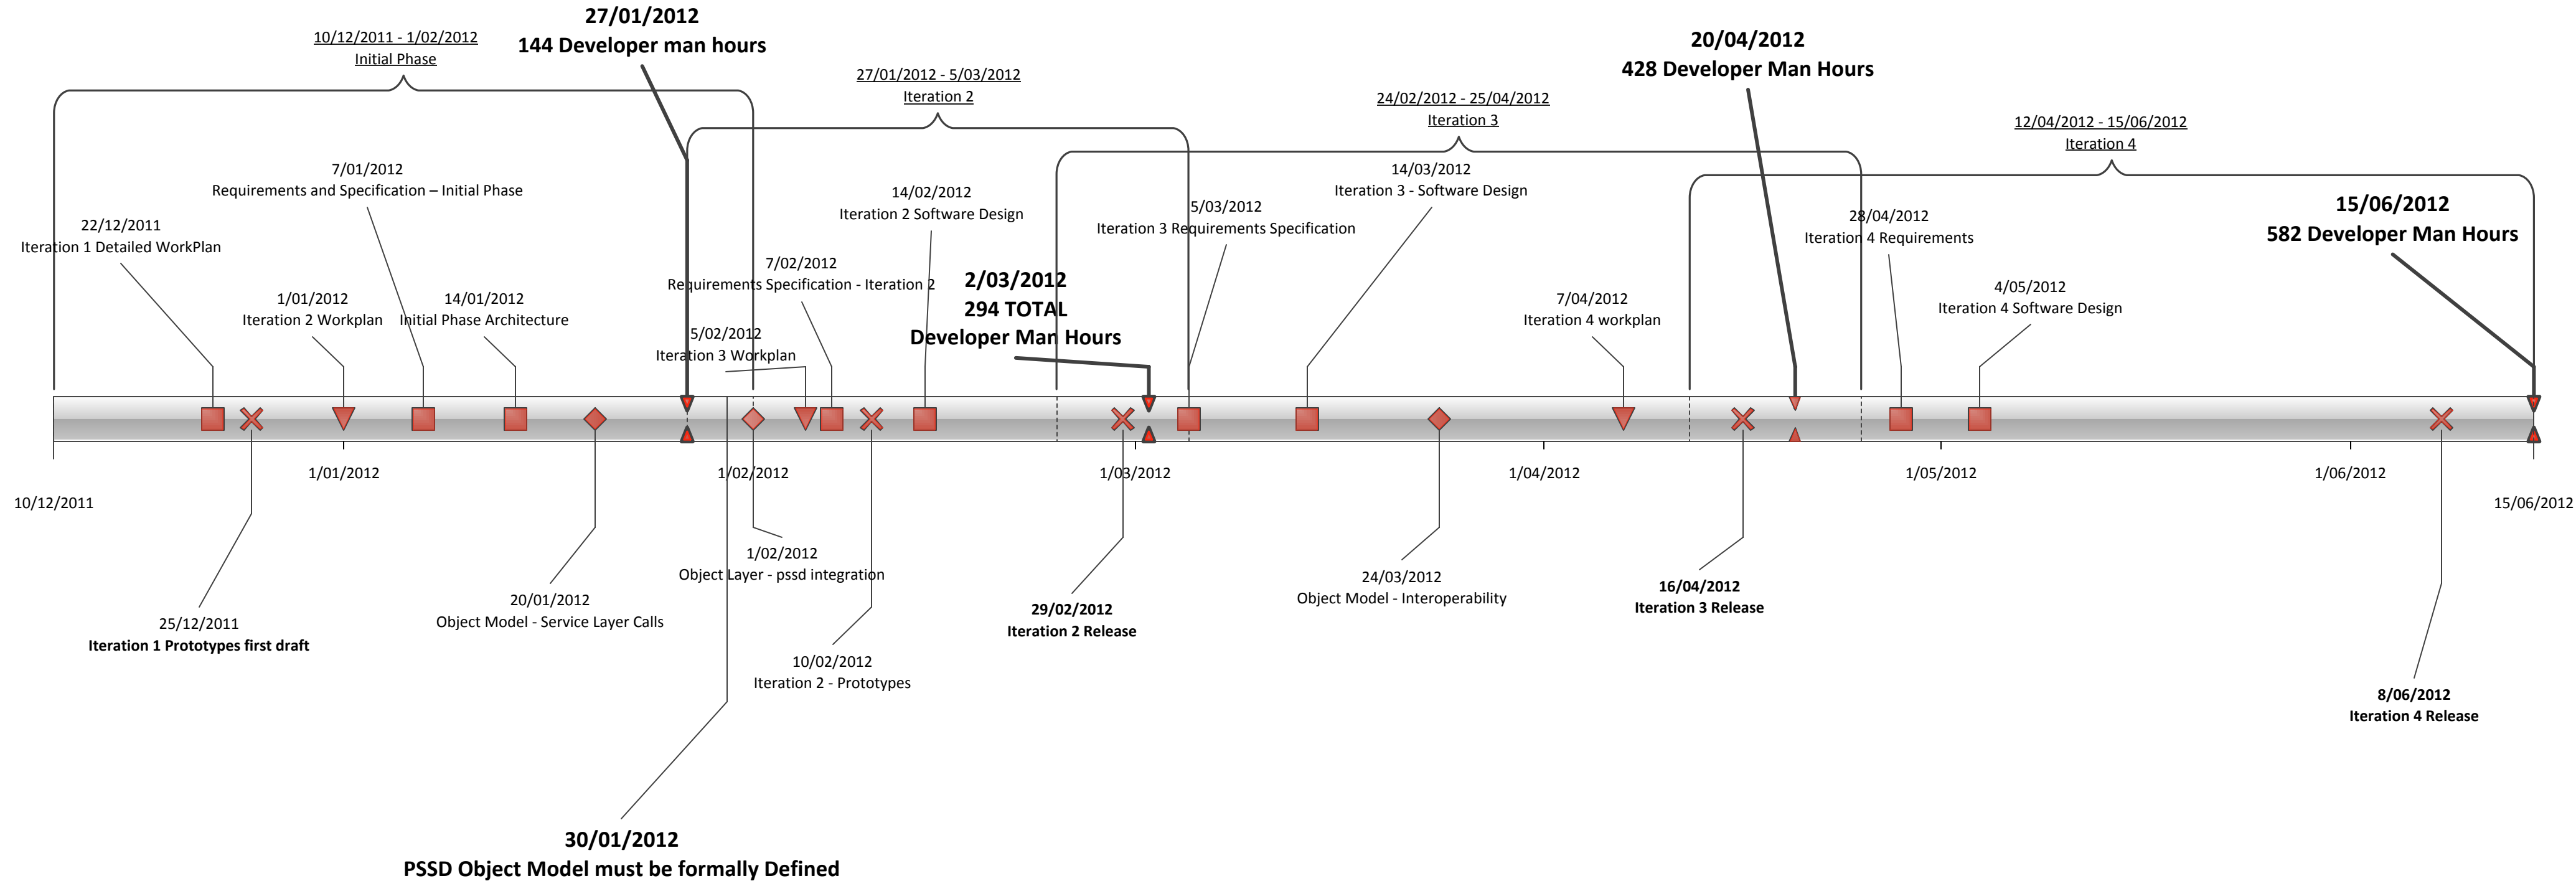 27/01/2012
144 Developer man hours
10/12/2011 - 1/02/2012
Initial Phase
27/01/2012 - 5/03/2012
Iteration 2
20/04/2012
428 Developer Man Hours
24/02/2012 - 25/04/2012
Iteration 3
12/04/2012 - 15/06/2012
Iteration 4
7/01/2012
Requirements and Specification – Initial Phase
22/12/2011
Iteration 1 Detailed WorkPlan
1/01/2012
Iteration 2 Workplan
14/01/2012
Initial Phase Architecture
14/02/2012
Iteration 2 Software Design
7/02/2012
Requirements Specification - Iteration 2
5/02/2012
Iteration 3 Workplan
2/03/2012
294 TOTAL
Developer Man Hours
5/03/2012
Iteration 3 Requirements Specification
14/03/2012
Iteration 3 - Software Design
7/04/2012
Iteration 4 workplan
28/04/2012
Iteration 4 Requirements
4/05/2012
Iteration 4 Software Design
15/06/2012
582 Developer Man Hours
1/01/2012
1/02/2012
1/03/2012
1/04/2012
1/05/2012
1/06/2012
10/12/2011
15/06/2012
25/12/2011
Iteration 1 Prototypes first draft
20/01/2012
Object Model - Service Layer Calls
1/02/2012
Object Layer - pssd integration
10/02/2012
Iteration 2 - Prototypes
29/02/2012
Iteration 2 Release
24/03/2012
Object Model - Interoperability
16/04/2012
Iteration 3 Release
8/06/2012
Iteration 4 Release
30/01/2012
PSSD Object Model must be formally Defined